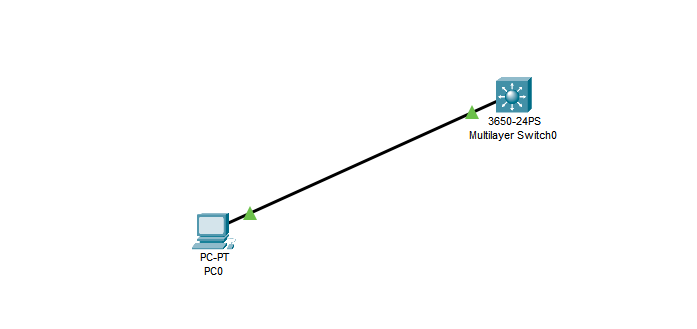 3650-24PS
Multilayer Switch0
PC-PT
PC0